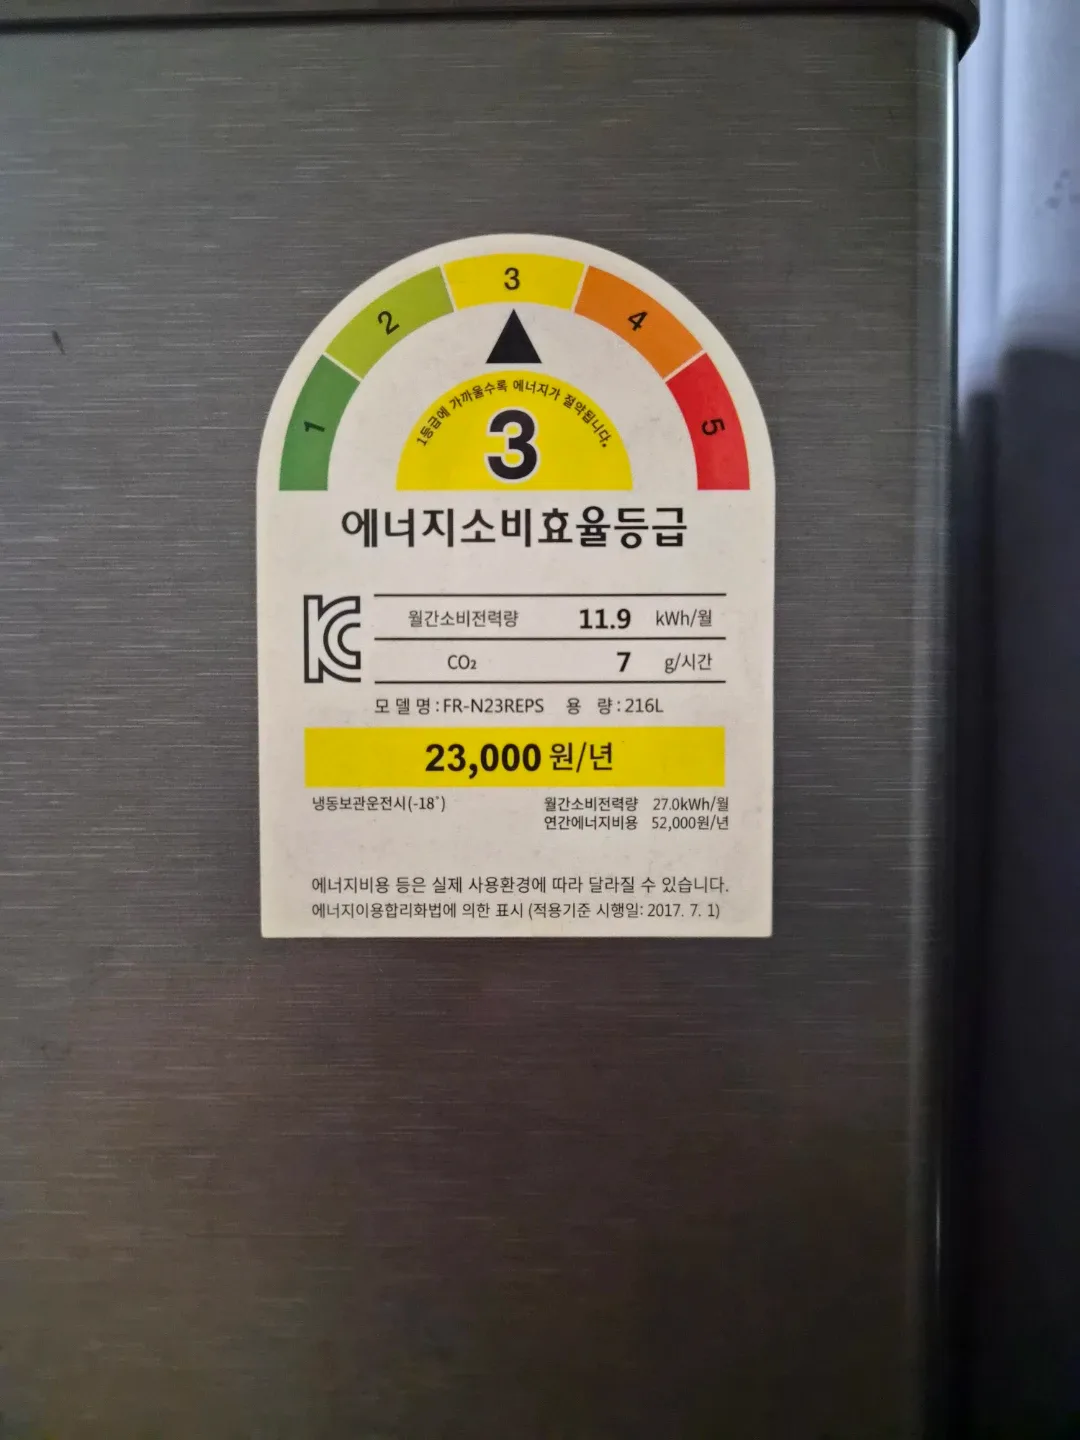 1 2 3 4 5
1등급에 가까울수록 에너지가 절약됩니다.
3
에너지소비효율등급
월간소비전력량 11.9 kWh/월
CO₂ 7 g/시간
모 델 명 : FR-N23REPS 용 량 : 216L
23,000 원/년
냉동보관운전시(-18˚) 월간소비전력량 27.0kWh/월
연간에너지비용 52,000원/년
에너지비용 등은 실제 사용환경에 따라 달라질 수 있습니다.
에너지이용합리화법에 의한 표시 (적용기준 시행일: 2017. 7. 1)